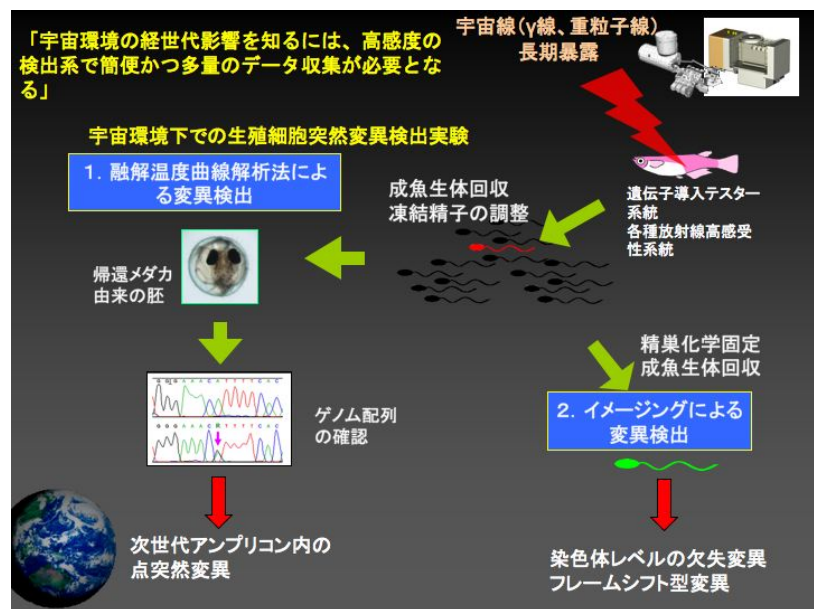 「宇宙環境の経世代影響を知るには、高感度の
検出系で簡便かつ多量のデータ収集が必要とな
る」
宇宙線(γ線、重粒子線)
長期暴露
宇宙環境下での生殖細胞突然変異検出実験
1. 融解温度曲線解析法によ
る変異検出
成魚生体回収
凍結精子の調整
遺伝子導入テスター
系統
各種放射線高感受
性系統
帰還メダカ
由来の胚
精巣化学固定
成魚生体回収
2. イメージングによる
変異検出
ゲノム配列
の確認
次世代アンプリコン内の
点突然変異
染色体レベルの欠失変異
フレームシフト型変異